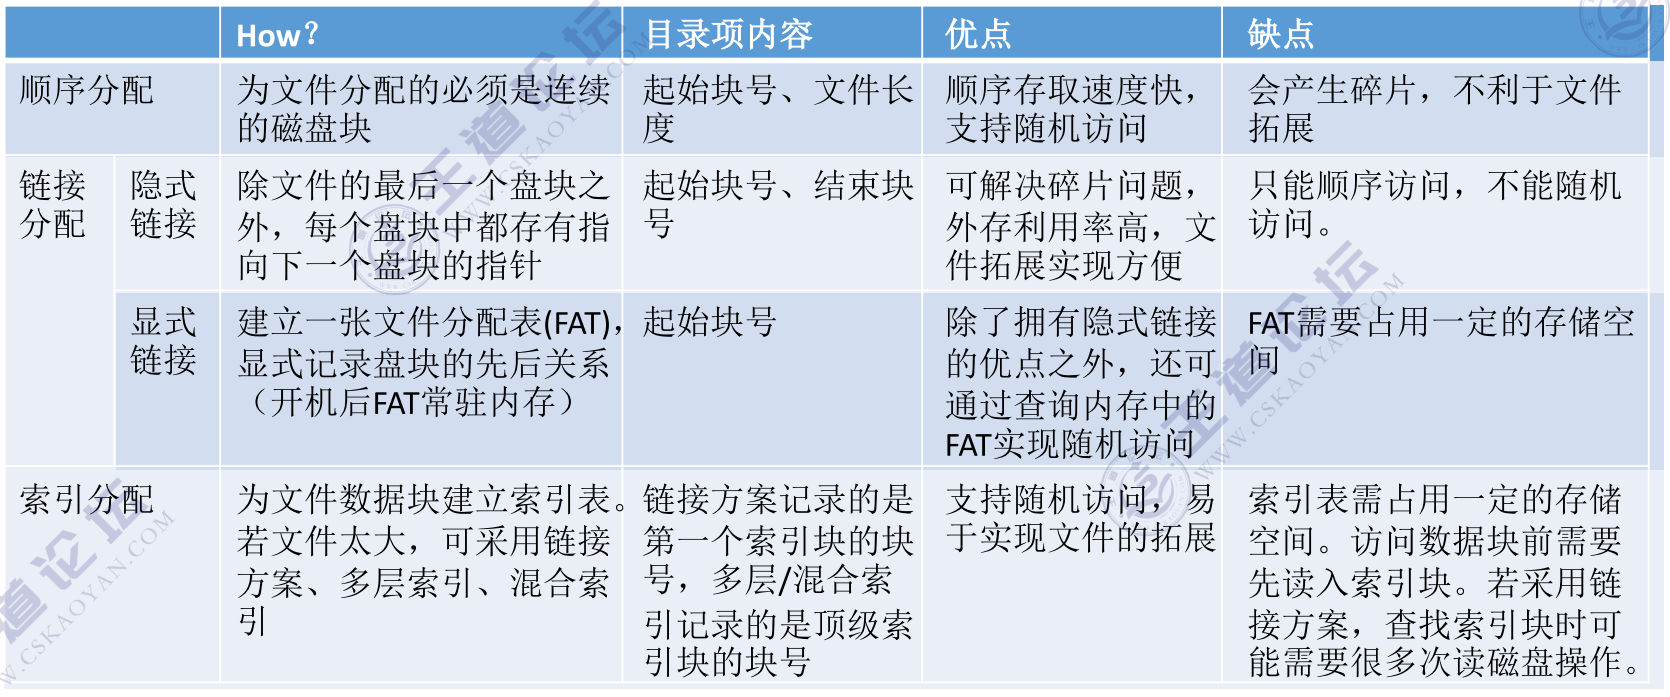 How? 目录项内容 优点 缺点
顺序分配
为文件分配的必须是连续
的磁盘块
起始块号、文件长
度
顺序存取速度快，
支持随机访问
会产生碎片，不利于文件
拓展
链接
分配
隐式
链接
除文件的最后一个盘块之
外，每个盘块中都存有指
向下一个盘块的指针
起始块号、结束块
号
可解决碎片问题，
外存利用率高，文
件拓展实现方便
只能顺序访问，不能随机
访问。
显式
链接
建立一张文件分配表(FAT)，
显式记录盘块的先后关系
（开机后FAT常驻内存）
起始块号
除了拥有隐式链接
的优点之外，还可
通过查询内存中的
FAT实现随机访问
FAT需要占用一定的存储空
间
索引分配
为文件数据块建立索引表。
若文件太大，可采用链接
方案、多层索引、混合索
引
链接方案记录的是
第一个索引块的块
号，多层/混合索
引记录的是顶级索
引块的块号
支持随机访问，易
于实现文件的拓展
索引表需占用一定的存储
空间。访问数据块前需要
先读入索引块。若采用链
接方案，查找索引块时可
能需要很多次读磁盘操作。
王道论坛
WWW.CSKAOYAN.COM
王道论坛
WWW.CSKAOYAN.COM
道论坛
W.CSKAOYAN.COM